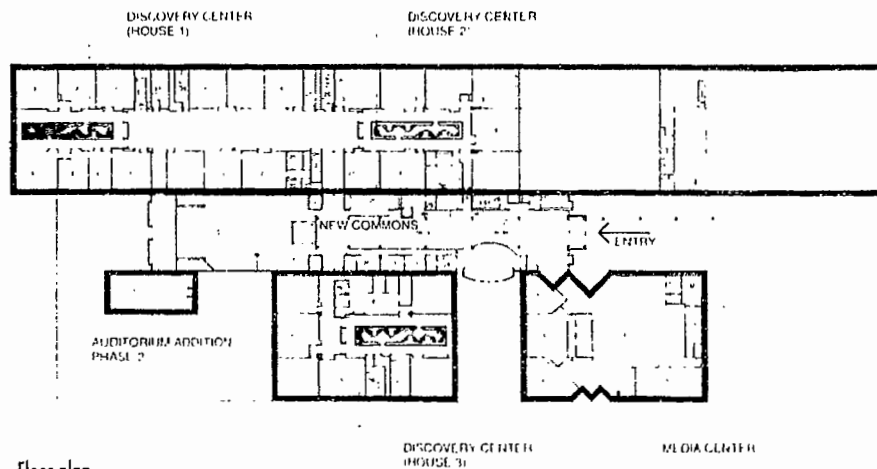 DISCOVERY CENTER
(HOUSE 1)
DISCOVERY CENTER
(HOUSE 2)
NEW COMMONS
ENTRY
AUDITORIUM ADDITION
PHASE 2
DISCOVERY CENTER
(HOUSE 3)
MEDIA CENTER
Floor plan